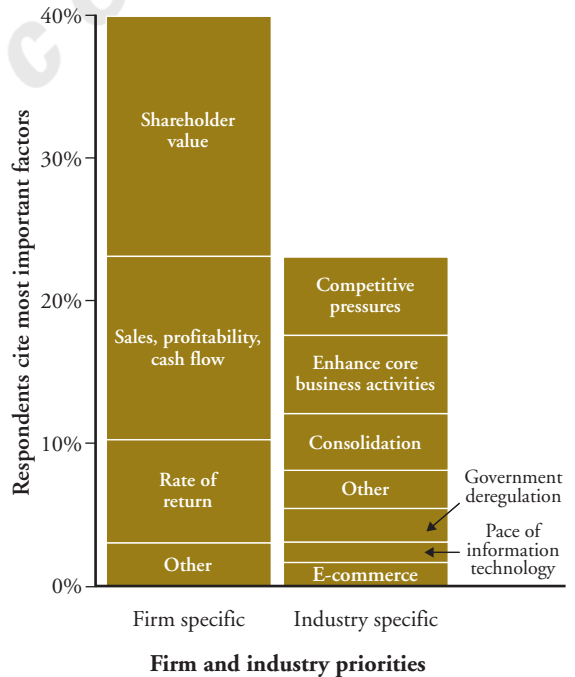 40%
30%
20%
10%
0%
Respondents cite most important factors
Shareholder
value
Sales, profitability,
cash flow
Rate of
return
Other
Competitive
pressures
Enhance core
business activities
Consolidation
Other
E-commerce
Government
deregulation
Pace of
information
technology
Firm specific
Industry specific
Firm and industry priorities